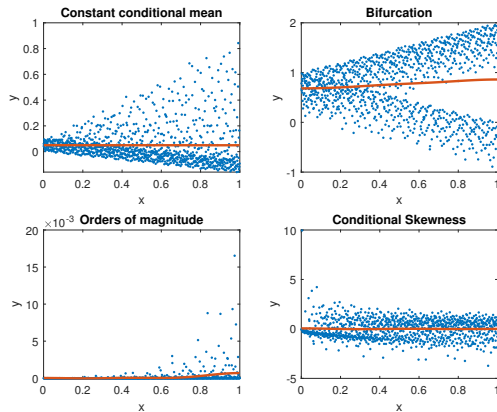 Constant conditional mean
1
0.8
0.6
0.4
0.2
0
y
0 0.2 0.4 0.6 0.8 1
x
Bifurcation
2
1
0
-1
y
0 0.2 0.4 0.6 0.8 1
x
×10⁻³ Orders of magnitude
20
15
10
5
0
y
0 0.2 0.4 0.6 0.8 1
x
Conditional Skewness
10
5
0
-5
y
0 0.2 0.4 0.6 0.8 1
x